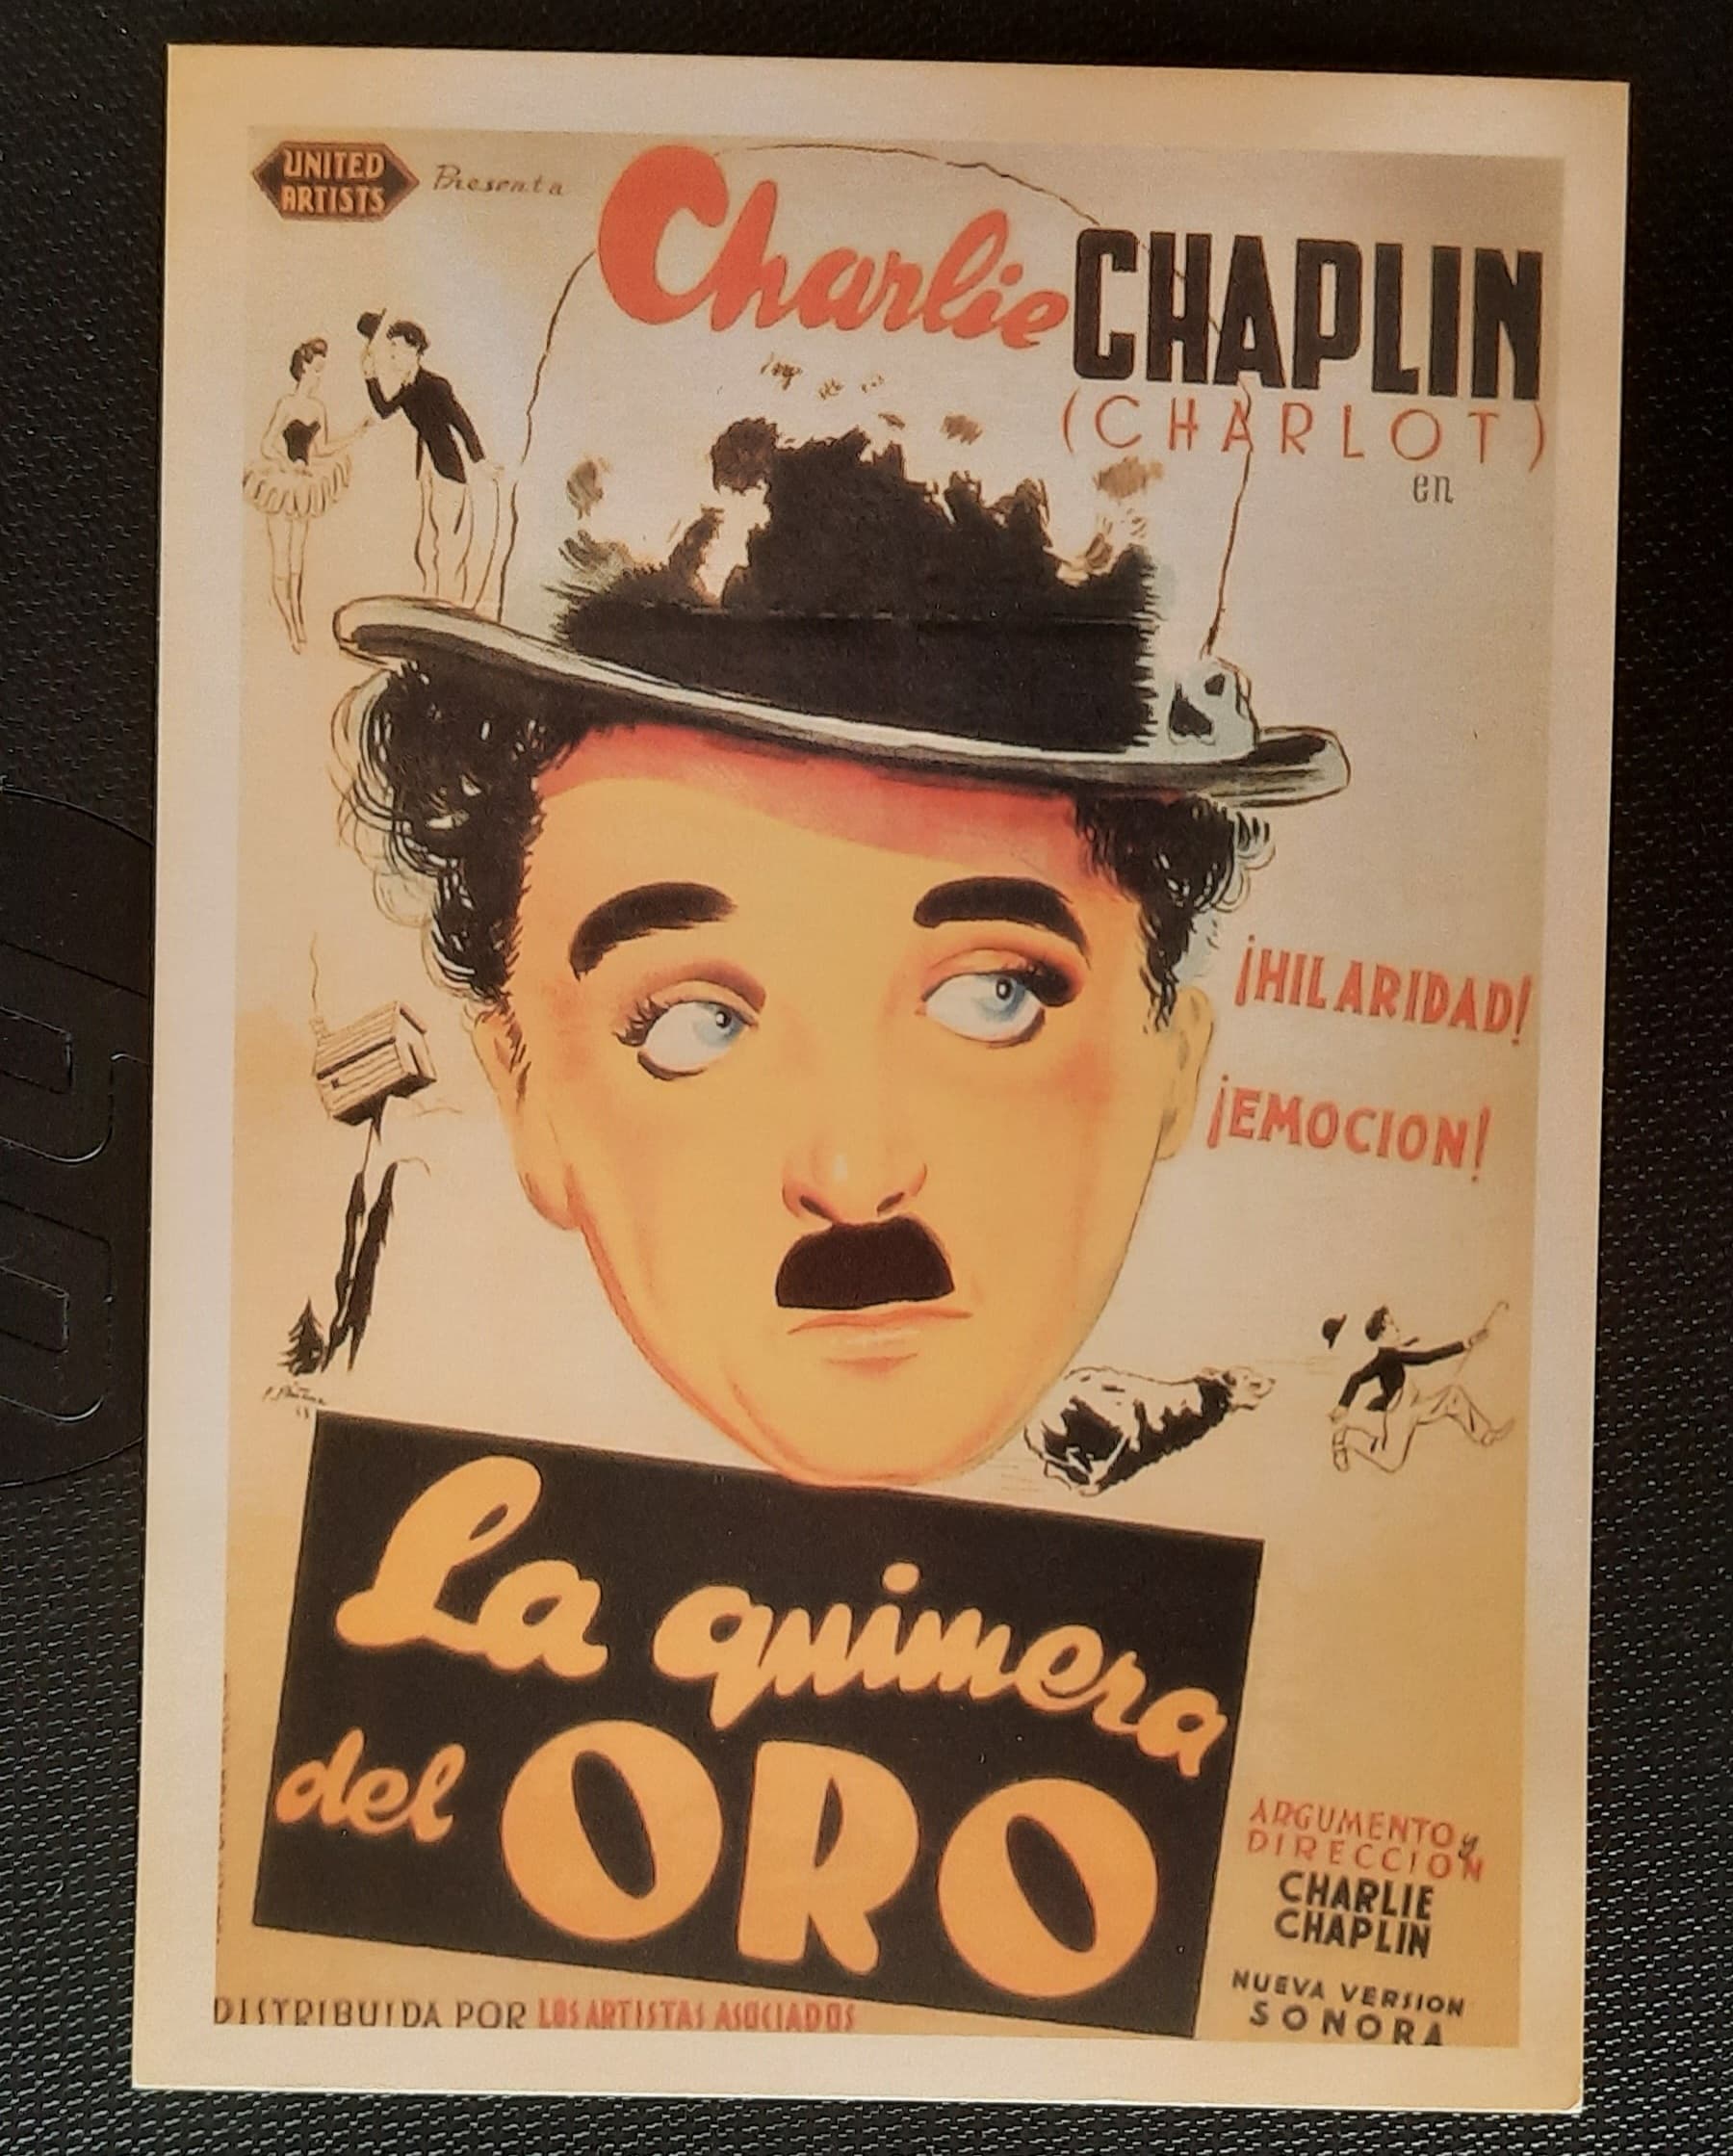 UNITED
ARTISTS
Presenta
Charlie CHAPLIN
(CHARLOT)
en
¡HILARIDAD!
¡EMOCION!
La quimera
del ORO
ARGUMENTO y
DIRECCION
CHARLIE
CHAPLIN
NUEVA VERSION
SONORA
DISTRIBUIDA POR LOS ARTISTAS ASOCIADOS